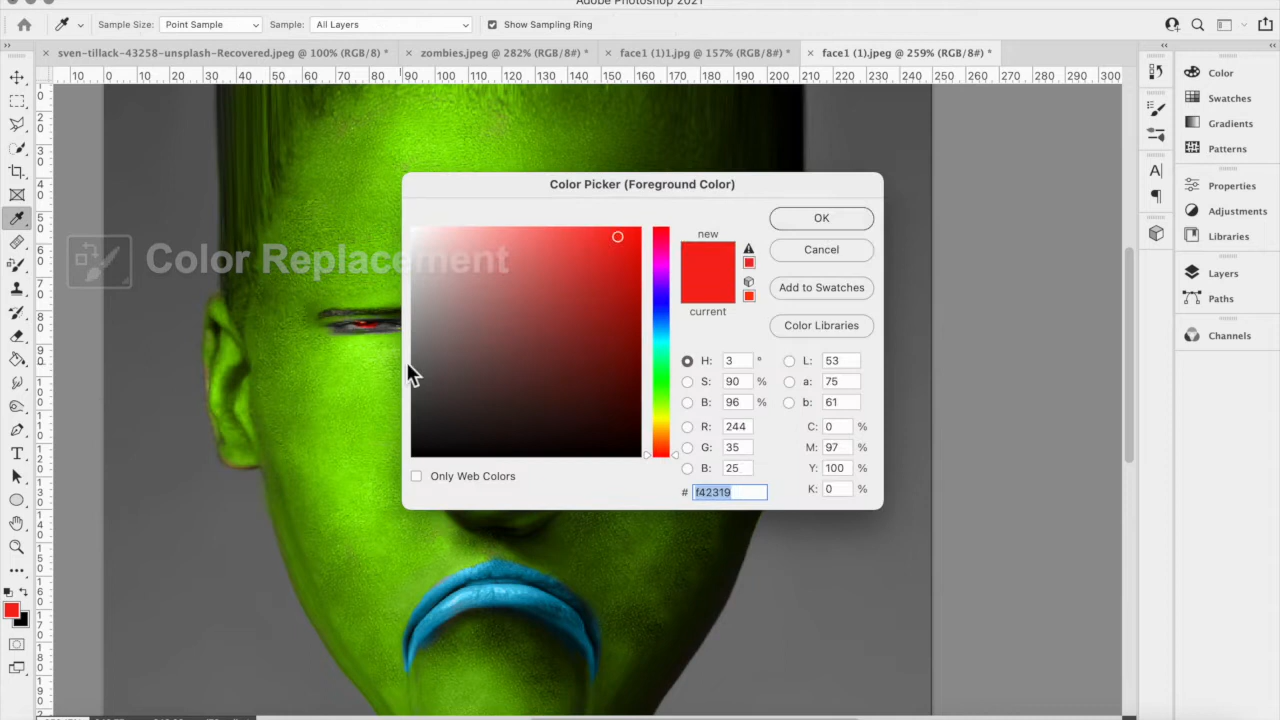 Adobe Photoshop 2021
Sample Size: Point Sample Sample: All Layers Show Sampling Ring
sven-tillack-43258-unsplash-Recovered.jpeg @ 100% (RGB/8) * zombies.jpeg @ 282% (RGB/8#) * face1 (1)1.jpg @ 157% (RGB/8#) * face1 (1).jpeg @ 259% (RGB/8#) *
10 0 10 20 30 40 50 60 70 80 90 100 110 120 130 140 150 160 170 180 190 200 210 220 230 240 250 260 270 280 290 300
Color
Swatches
Gradients
Patterns
Properties
Adjustments
Libraries
Layers
Paths
Channels
Color Replacement
Color Picker (Foreground Color)
OK
Cancel
Add to Swatches
Color Libraries
new
current
H: 3 ° L: 53
S: 90 % a: 75
B: 96 % b: 61
R: 244 C: 0 %
G: 35 M: 97 %
B: 25 Y: 100 %
# f42319 K: 0 %
Only Web Colors